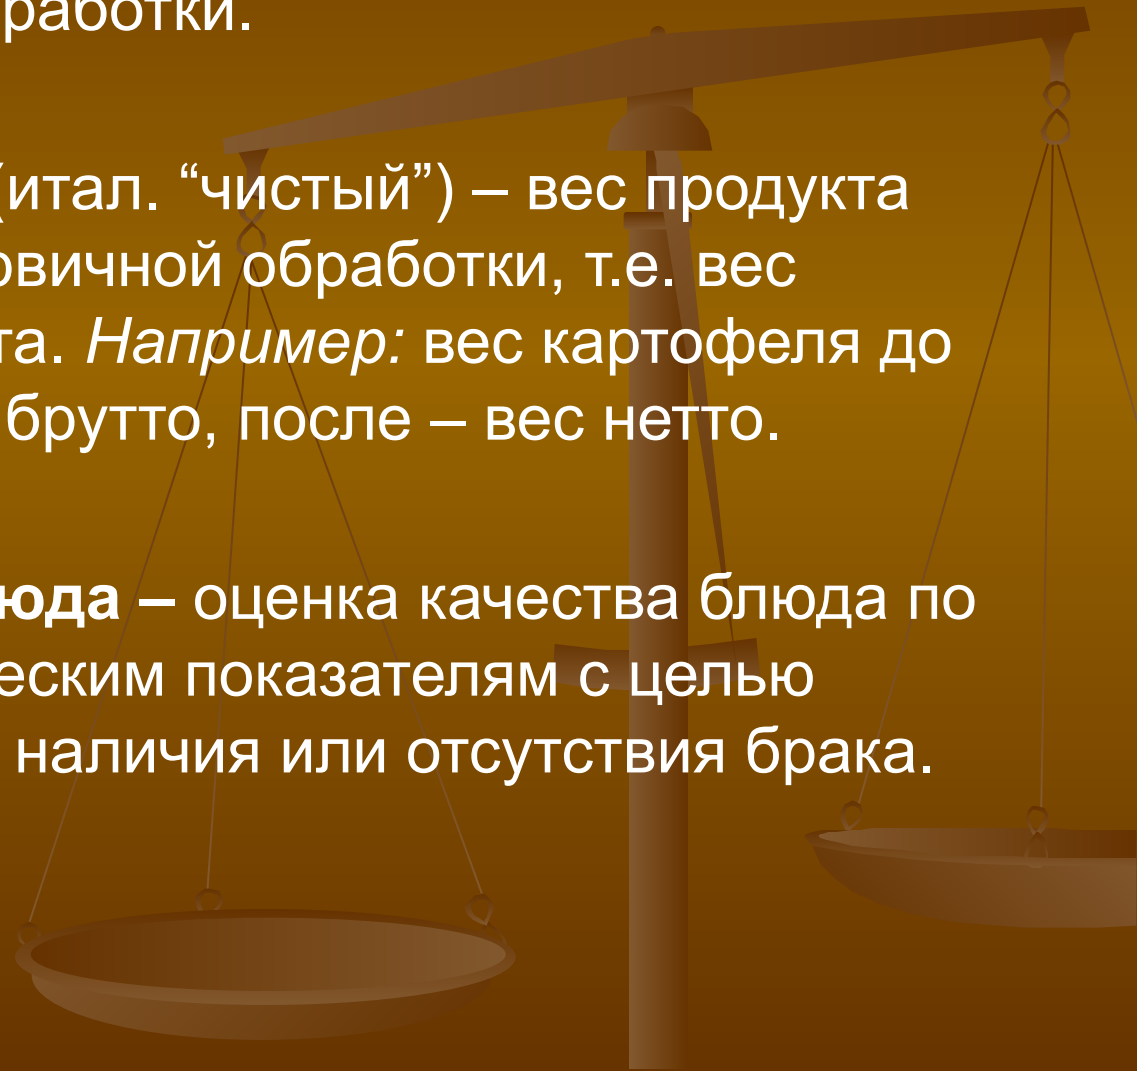 работки.
(итал. “чистый”) – вес продукта
овичной обработки, т.е. вес
та. Например: вес картофеля до
брутто, после – вес нетто.
юда – оценка качества блюда по
еским показателям с целью
наличия или отсутствия брака.